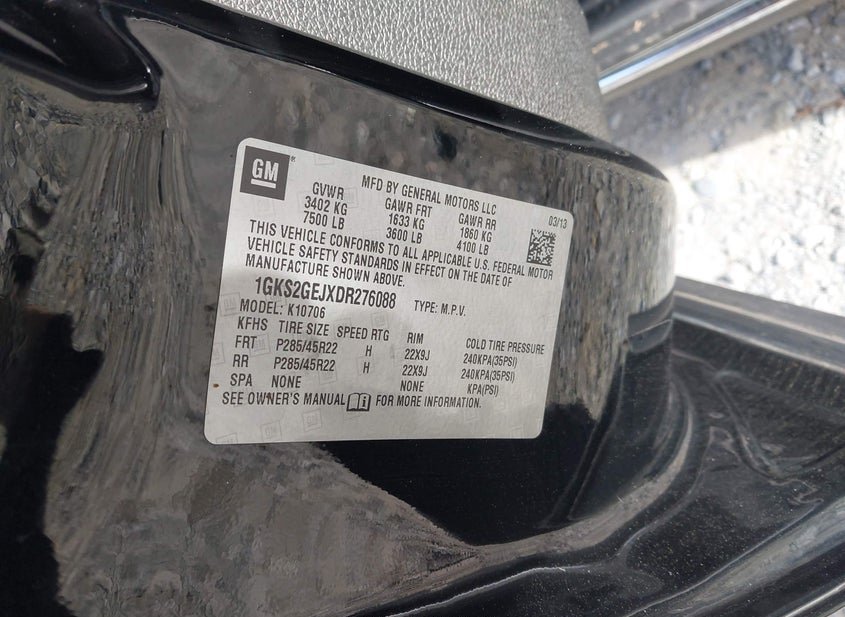 GM
MFD BY GENERAL MOTORS LLC
03/13
GVWR GAWR FRT GAWR RR
3402 KG 1633 KG 1860 KG
7500 LB 3600 LB 4100 LB
THIS VEHICLE CONFORMS TO ALL APPLICABLE U.S. FEDERAL MOTOR
VEHICLE SAFETY STANDARDS IN EFFECT ON THE DATE OF
MANUFACTURE SHOWN ABOVE.
1GKS2GEJXDR276088 TYPE: M.P.V.
MODEL: K10706
KFHS TIRE SIZE SPEED RTG RIM COLD TIRE PRESSURE
FRT P285/45R22 H 22X9J 240KPA(35PSI)
RR P285/45R22 H 22X9J 240KPA(35PSI)
SPA NONE NONE KPA(PSI)
SEE OWNER'S MANUAL FOR MORE INFORMATION.